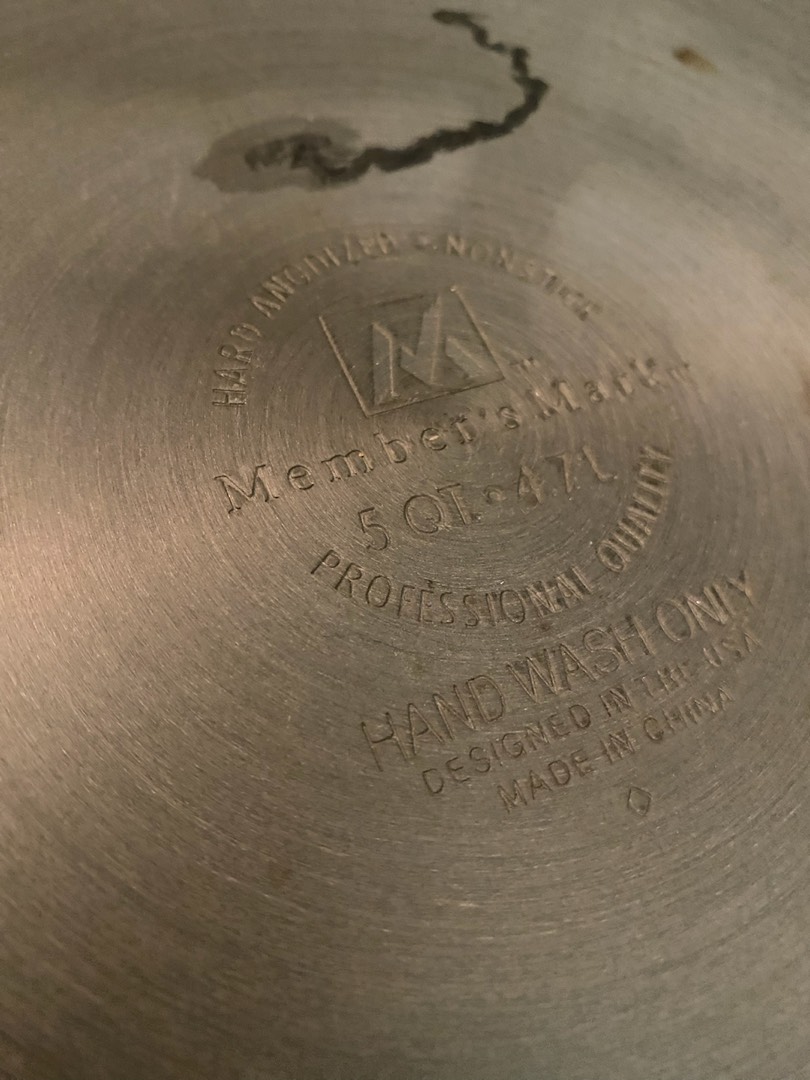 HARD ANODIZED • NONSTICK
Member's Mark
5 QT. • 4.7 L
PROFESSIONAL QUALITY
HAND WASH ONLY
DESIGNED IN THE USA
MADE IN CHINA